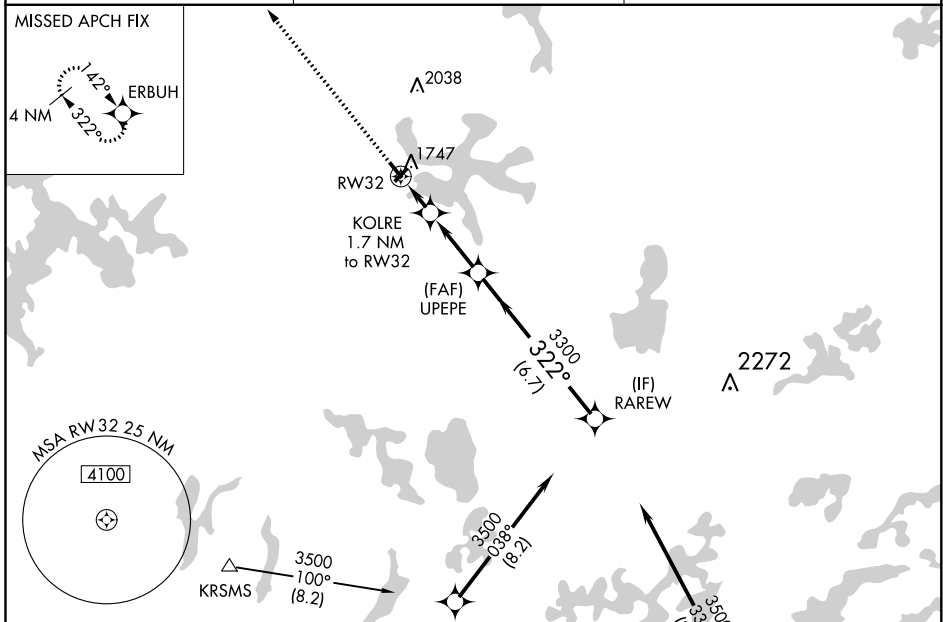 MISSED APCH FIX
142°
ERBUH
4 NM
322°
2038
1747
RW32
KOLRE
1.7 NM
to RW32
(FAF)
UPEPE
3300
322°
(6.7)
(IF)
RAREW
2272
MSA RW32 25 NM
4100
3500
038°
(8.2)
KRSMS
3500
100°
(8.2)
3500